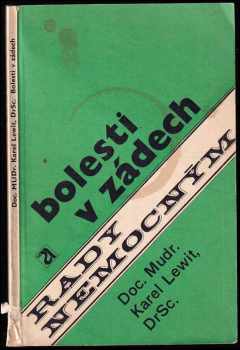 Doc. MUDr. Karel Lewit, DrSc. Bolesti v zádech
bolesti
v zádech
RADY
NEMOCNÝM
Doc. Mudr.
Karel Lewit,
DrSc.